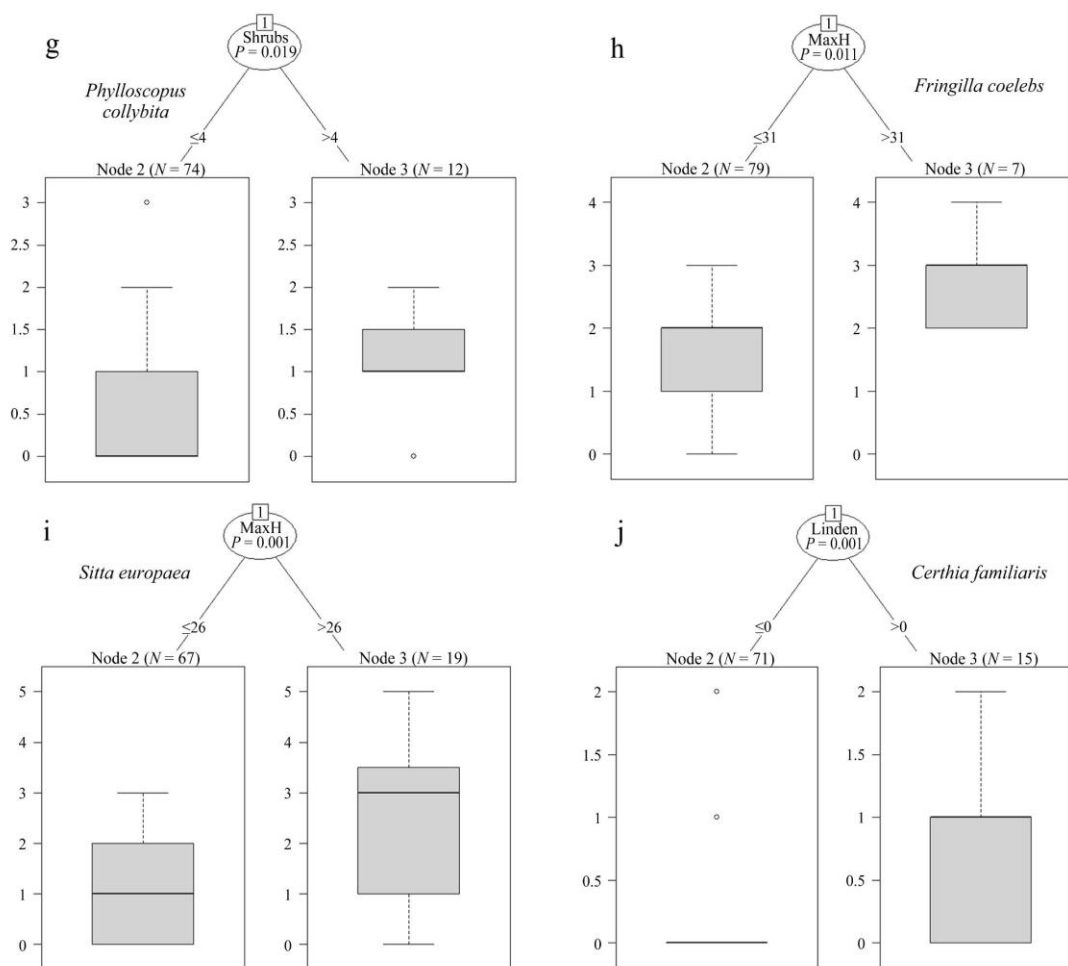 g
1
Shrubs
P = 0.019
Phylloscopus
collybita
≤4
>4
Node 2 (N = 74)
Node 3 (N = 12)
3
2.5
2
1.5
1
0.5
0
3
2.5
2
1.5
1
0.5
0
h
1
MaxH
P = 0.011
Fringilla coelebs
≤31
>31
Node 2 (N = 79)
Node 3 (N = 7)
4
3
2
1
0
4
3
2
1
0
i
1
MaxH
P = 0.001
Sitta europaea
≤26
>26
Node 2 (N = 67)
Node 3 (N = 19)
5
4
3
2
1
0
5
4
3
2
1
0
j
1
Linden
P = 0.001
Certhia familiaris
≤0
>0
Node 2 (N = 71)
Node 3 (N = 15)
2
1.5
1
0.5
0
2
1.5
1
0.5
0